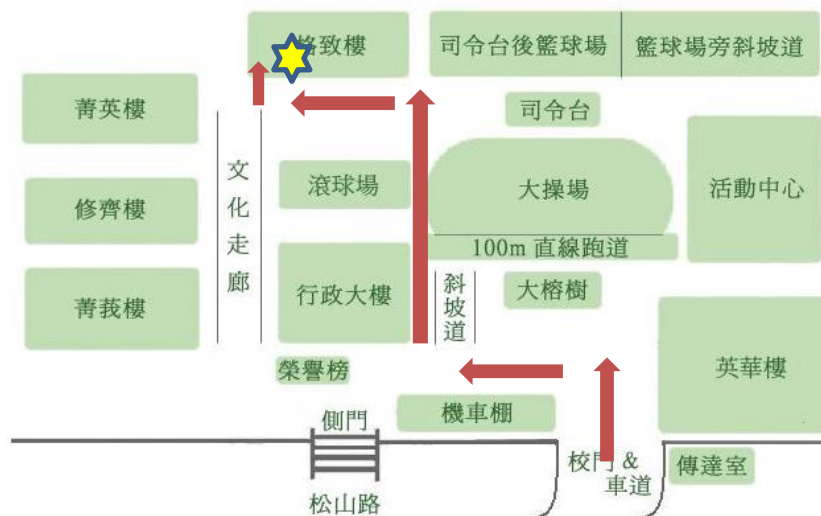 格致樓
司令台後籃球場
籃球場旁斜坡道
菁英樓
司令台
文化走廊
滾球場
大操場
活動中心
修齊樓
100m 直線跑道
菁莪樓
行政大樓
斜坡道
大榕樹
英華樓
榮譽榜
機車棚
側門
校門 &
車道
傳達室
松山路